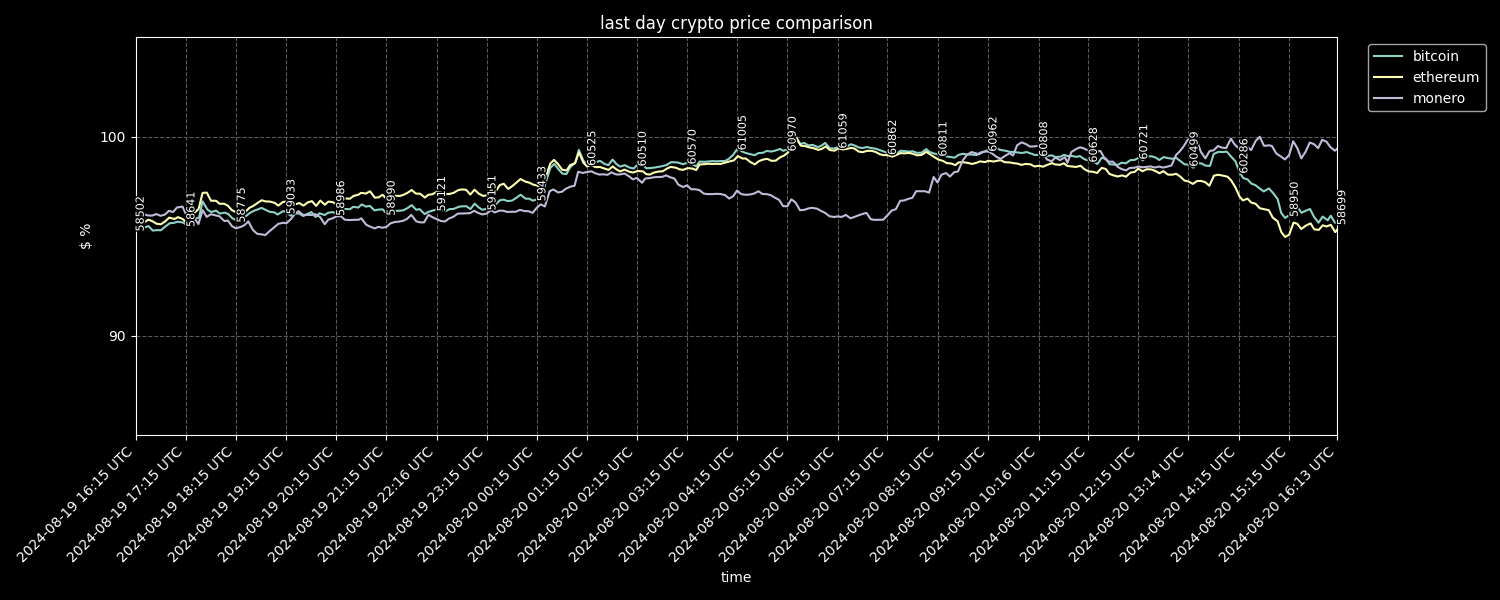 last day crypto price comparison
bitcoin
ethereum
monero
100
90
$ %
58502
58641
58775
59033
58986
58990
59121
59151
59433
60525
60510
60570
61005
60970
61059
60862
60811
60962
60808
60628
60721
60499
60286
58950
58699
2024-08-19 16:15 UTC
2024-08-19 17:15 UTC
2024-08-19 18:15 UTC
2024-08-19 19:15 UTC
2024-08-19 20:15 UTC
2024-08-19 21:15 UTC
2024-08-19 22:16 UTC
2024-08-19 23:15 UTC
2024-08-20 00:15 UTC
2024-08-20 01:15 UTC
2024-08-20 02:15 UTC
2024-08-20 03:15 UTC
2024-08-20 04:15 UTC
2024-08-20 05:15 UTC
2024-08-20 06:15 UTC
2024-08-20 07:15 UTC
2024-08-20 08:15 UTC
2024-08-20 09:15 UTC
2024-08-20 10:16 UTC
2024-08-20 11:15 UTC
2024-08-20 12:15 UTC
2024-08-20 13:14 UTC
2024-08-20 14:15 UTC
2024-08-20 15:15 UTC
2024-08-20 16:13 UTC
time